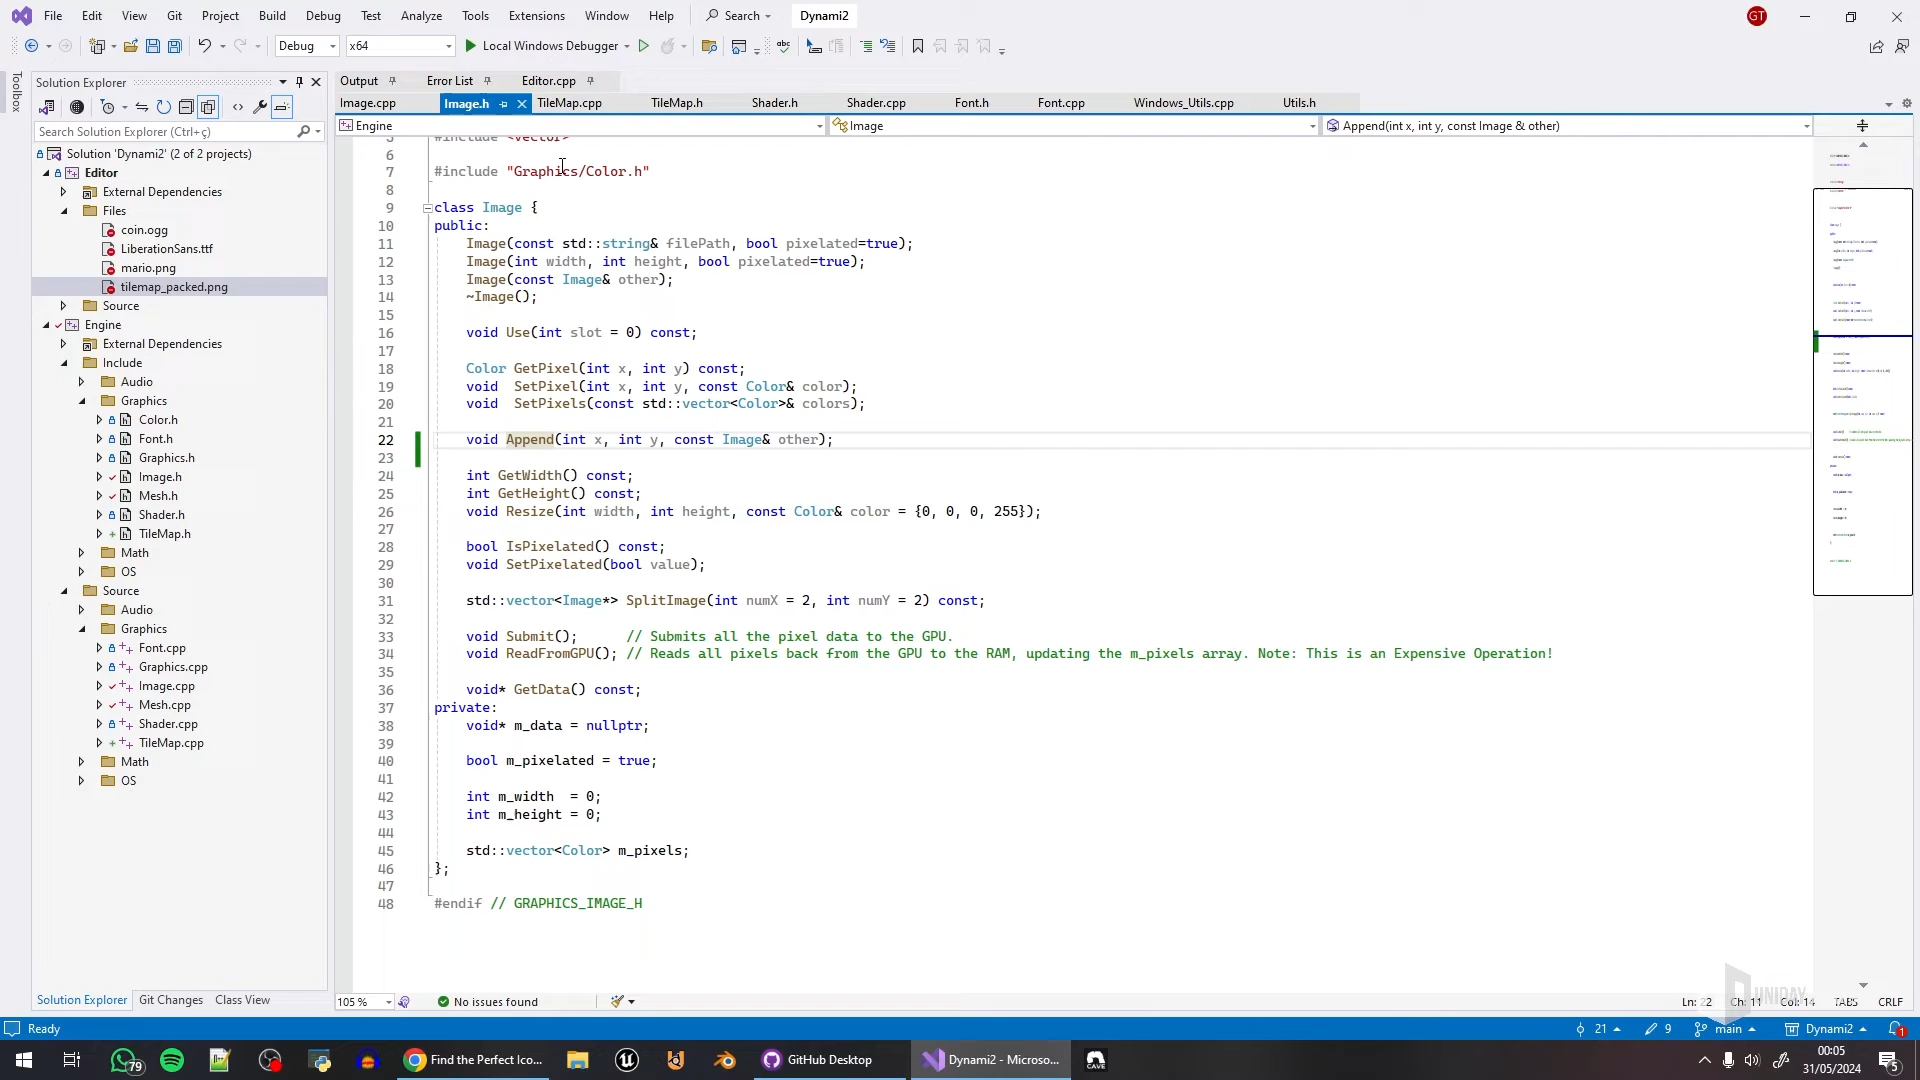 File Edit View Git Project Build Debug Test Analyze Tools Extensions Window Help Search Dynami2 GT
Debug x64 Local Windows Debugger
Toolbox
Solution Explorer
Search Solution Explorer (Ctrl+ç)
Solution 'Dynami2' (2 of 2 projects)
Editor
External Dependencies
Files
coin.ogg
LiberationSans.ttf
mario.png
tilemap_packed.png
Source
Engine
External Dependencies
Include
Audio
Graphics
Color.h
Font.h
Graphics.h
Image.h
Mesh.h
Shader.h
TileMap.h
Math
OS
Source
Audio
Graphics
Font.cpp
Graphics.cpp
Image.cpp
Mesh.cpp
Shader.cpp
TileMap.cpp
Math
OS
Solution Explorer Git Changes Class View
Output Error List Editor.cpp
Image.cpp Image.h TileMap.cpp TileMap.h Shader.h Shader.cpp Font.h Font.cpp Windows_Utils.cpp Utils.h
Engine Image Append(int x, int y, const Image & other)
5 #include <vector>
6
7 #include "Graphics/Color.h"
8
9 class Image {
10 public:
11 Image(const std::string& filePath, bool pixelated=true);
12 Image(int width, int height, bool pixelated=true);
13 Image(const Image& other);
14 ~Image();
15
16 void Use(int slot = 0) const;
17
18 Color GetPixel(int x, int y) const;
19 void  SetPixel(int x, int y, const Color& color);
20 void  SetPixels(const std::vector<Color>& colors);
21
22 void Append(int x, int y, const Image& other);
23
24 int GetWidth() const;
25 int GetHeight() const;
26 void Resize(int width, int height, const Color& color = {0, 0, 0, 255});
27
28 bool IsPixelated() const;
29 void SetPixelated(bool value);
30
31 std::vector<Image*> SplitImage(int numX = 2, int numY = 2) const;
32
33 void Submit();      // Submits all the pixel data to the GPU.
34 void ReadFromGPU(); // Reads all pixels back from the GPU to the RAM, updating the m_pixels array. Note: This is an Expensive Operation!
35
36 void* GetData() const;
37 private:
38 void* m_data = nullptr;
39
40 bool m_pixelated = true;
41
42 int m_width  = 0;
43 int m_height = 0;
44
45 std::vector<Color> m_pixels;
46 };
47
48 #endif // GRAPHICS_IMAGE_H
105 % No issues found Ln: 22 Ch: 11 Col: 14 TABS CRLF
UNIDAY
Ready 21 9 main Dynami2 1
79 Find the Perfect Ico... GitHub Desktop Dynami2 - Microso... CAVE 00:05
31/05/2024 5